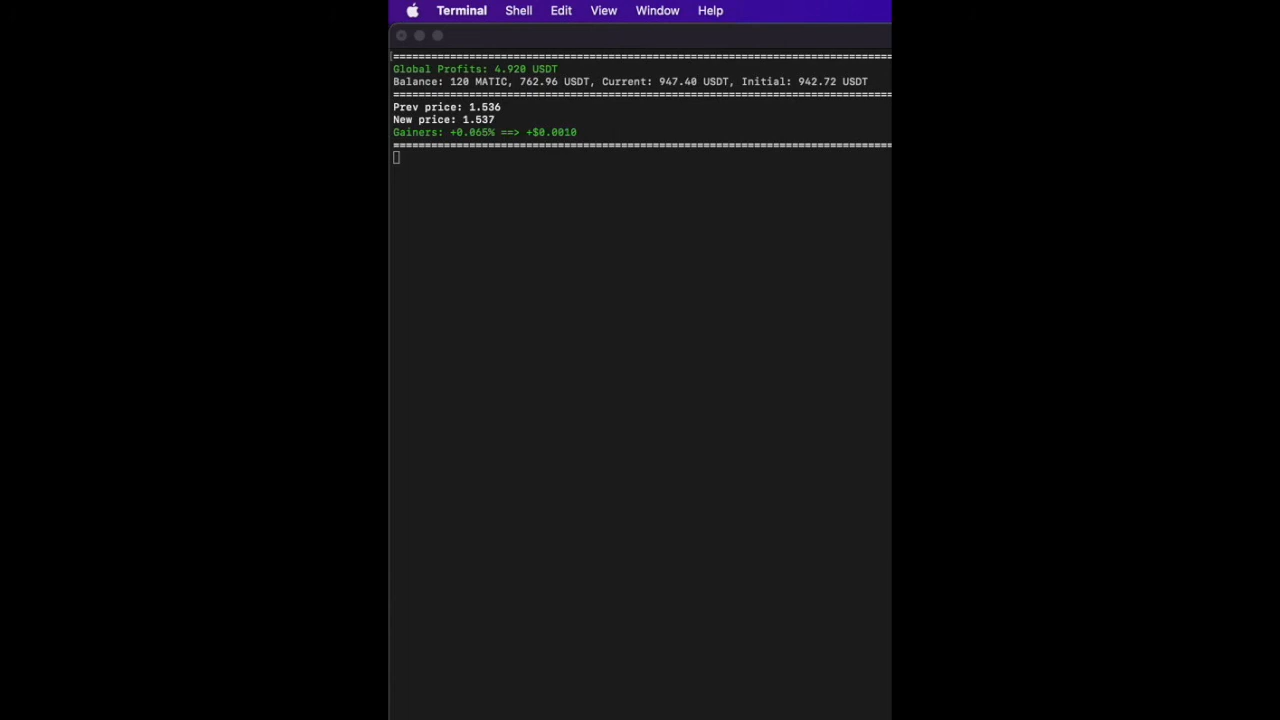 Terminal Shell Edit View Window Help
===============================================================================
Global Profits: 4.920 USDT
Balance: 120 MATIC, 762.96 USDT, Current: 947.40 USDT, Initial: 942.72 USDT
===============================================================================
Prev price: 1.536
New price: 1.537
Gainers: +0.065% ==> +$0.0010
===============================================================================